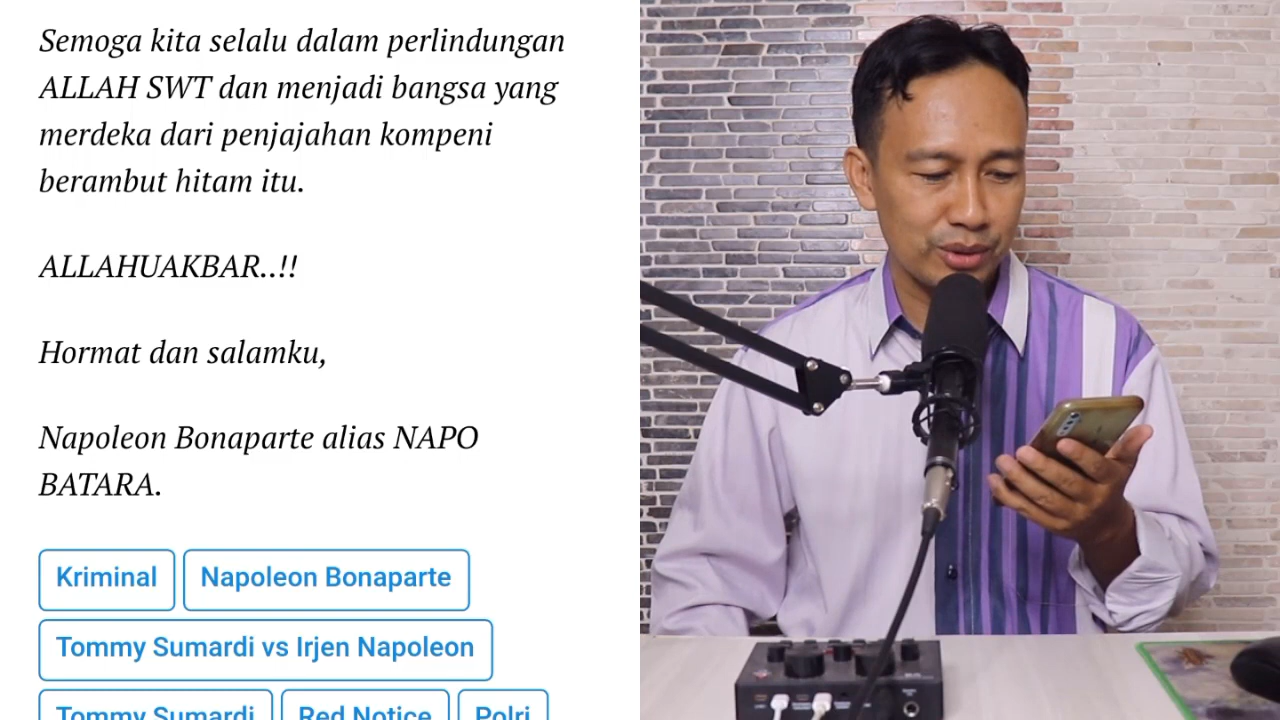 Semoga kita selalu dalam perlindungan
ALLAH SWT dan menjadi bangsa yang
merdeka dari penjajahan kompeni
berambut hitam itu.
ALLAHUAKBAR..!!
Hormat dan salamku,
Napoleon Bonaparte alias NAPO
BATARA.
Kriminal
Napoleon Bonaparte
Tommy Sumardi vs Irjen Napoleon
Tommy Sumardi
Red Notice
Polri